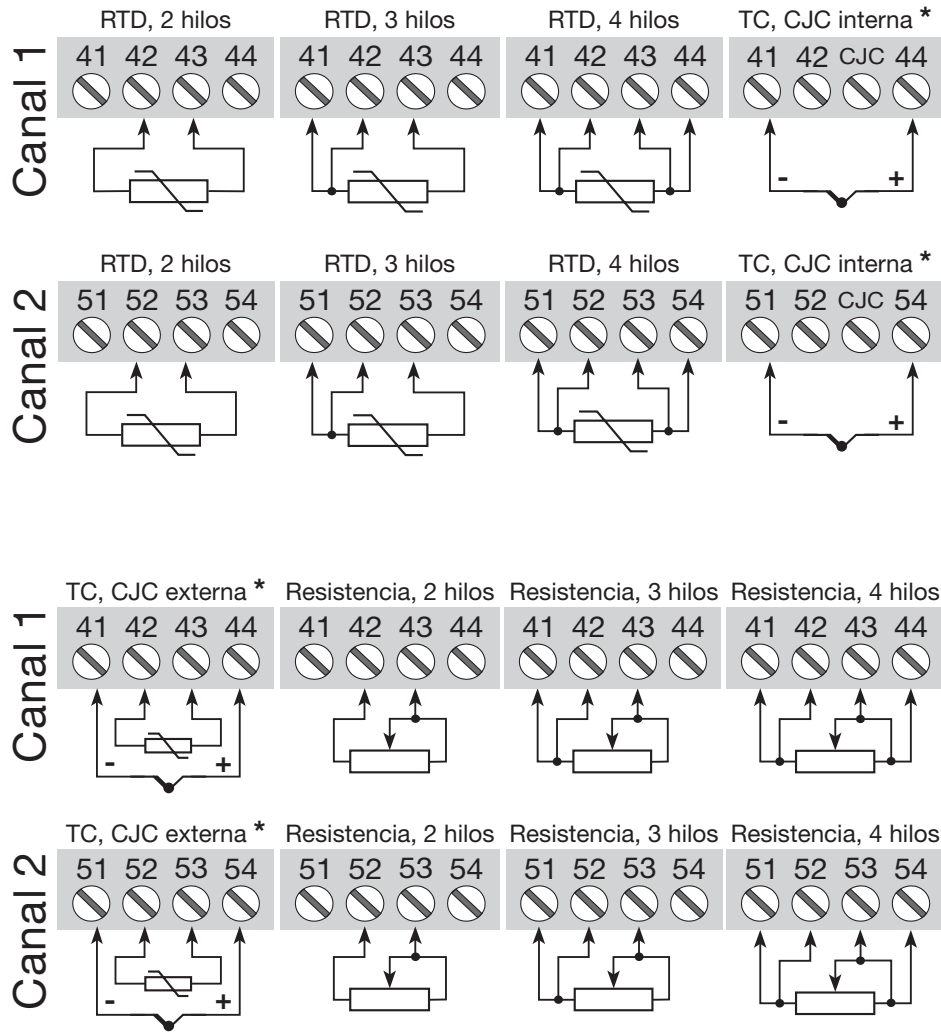 Canal 1
RTD, 2 hilos
41 42 43 44
RTD, 3 hilos
41 42 43 44
RTD, 4 hilos
41 42 43 44
TC, CJC interna *
41 42 CJC 44
- +
Canal 2
RTD, 2 hilos
51 52 53 54
RTD, 3 hilos
51 52 53 54
RTD, 4 hilos
51 52 53 54
TC, CJC interna *
51 52 CJC 54
- +
Canal 1
TC, CJC externa *
41 42 43 44
- +
Resistencia, 2 hilos
41 42 43 44
Resistencia, 3 hilos
41 42 43 44
Resistencia, 4 hilos
41 42 43 44
Canal 2
TC, CJC externa *
51 52 53 54
- +
Resistencia, 2 hilos
51 52 53 54
Resistencia, 3 hilos
51 52 53 54
Resistencia, 4 hilos
51 52 53 54